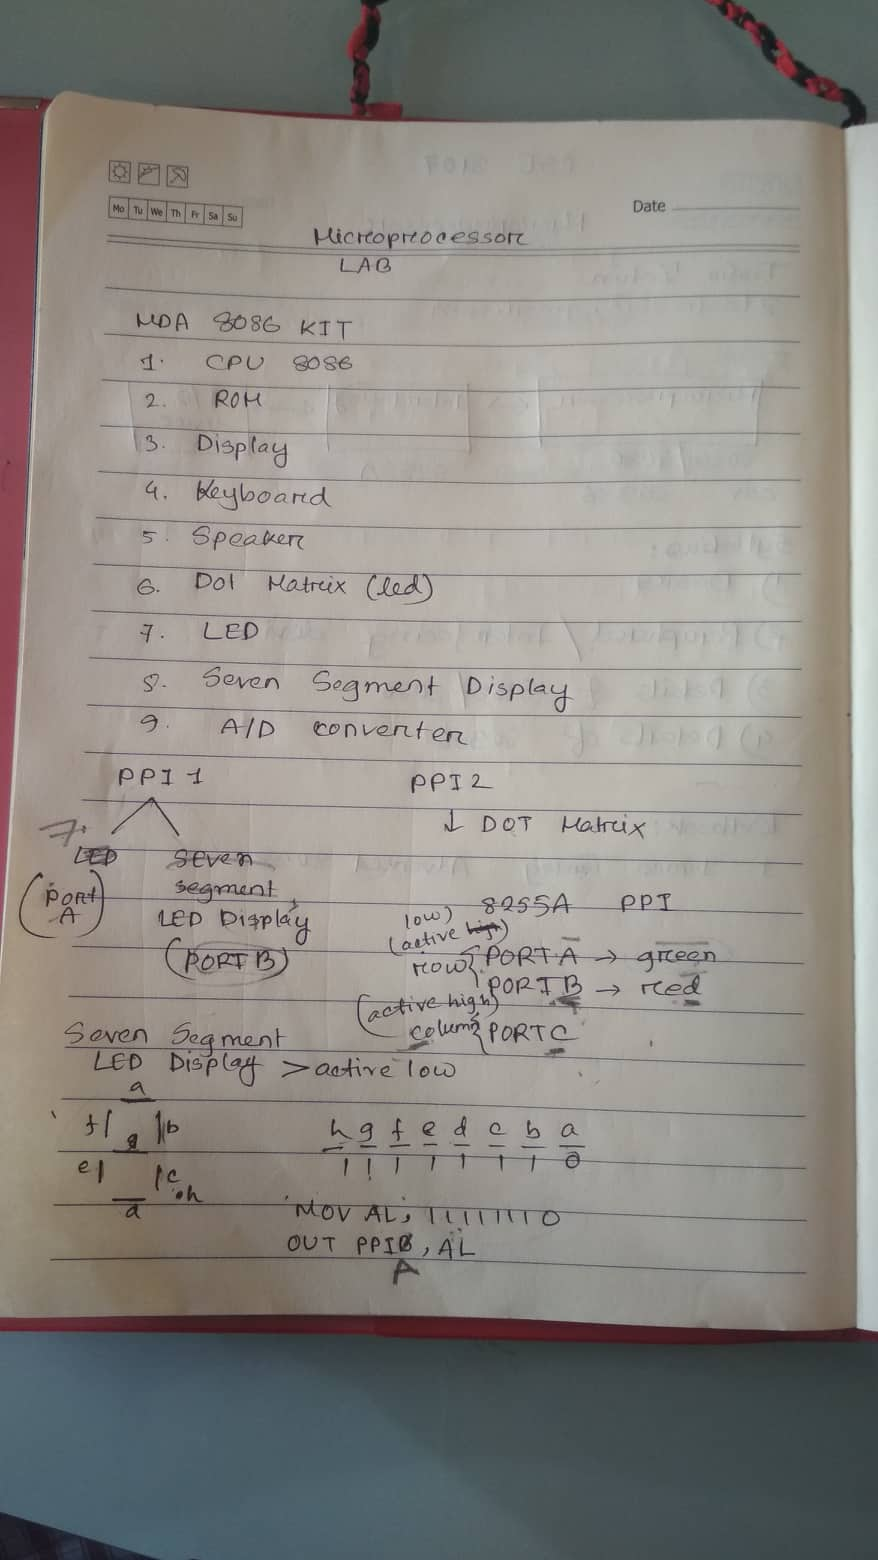 Mo Tu We Th Fr Sa Su
Date
Microprocessor
LAB
MDA 8086 KIT
1. CPU 8086
2. ROM
3. Display
4. Keyboard
5. Speaker
6. Dot Matrix (led)
7. LED
8. Seven Segment Display
9. A/D converter
PPI 1
PPI 2
↓ DOT Matrix
7.
LED
(PORT A)
Seven
segment
LED Display
(PORT B)
8255A PPI
low)
(active high)
row { PORT A → green
PORT B → red
(active high)
column { PORT C
Seven Segment
LED Display > active low
a
f b
g
e c
d
h
h g f e d c b a
1 1 1 1 1 1 1 0
MOV AL, 11111110
OUT PPIB, AL
A